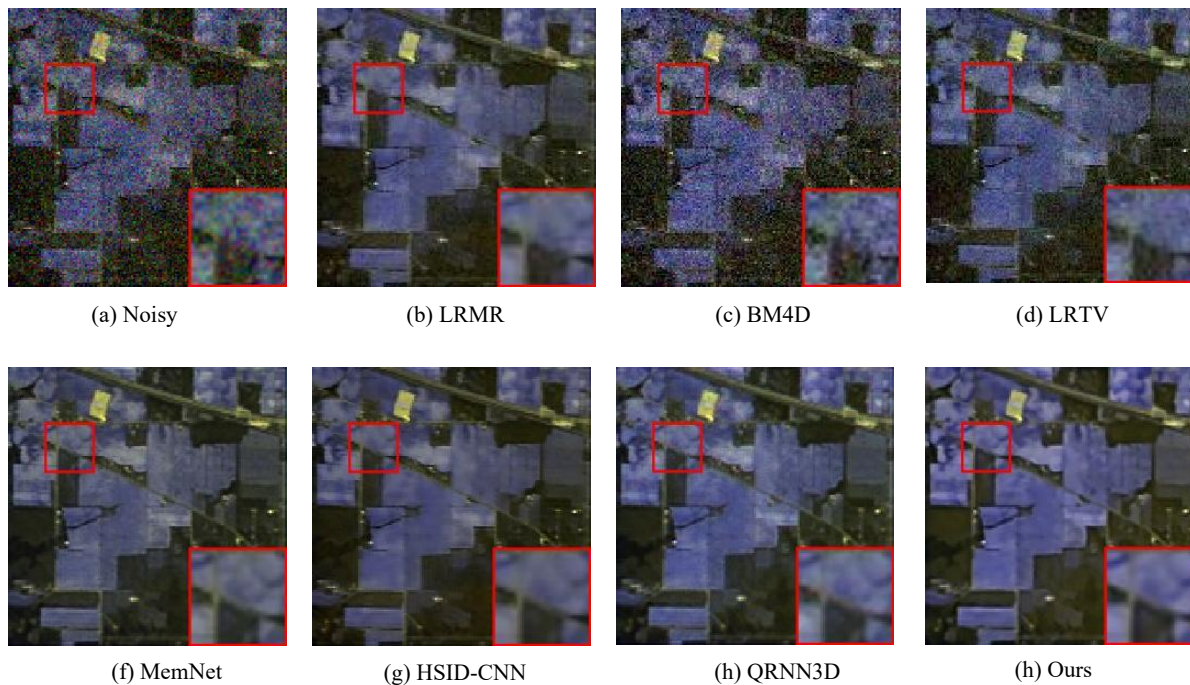 (a) Noisy
(b) LRMR
(c) BM4D
(d) LRTV
(f) MemNet
(g) HSID-CNN
(h) QRNN3D
(h) Ours